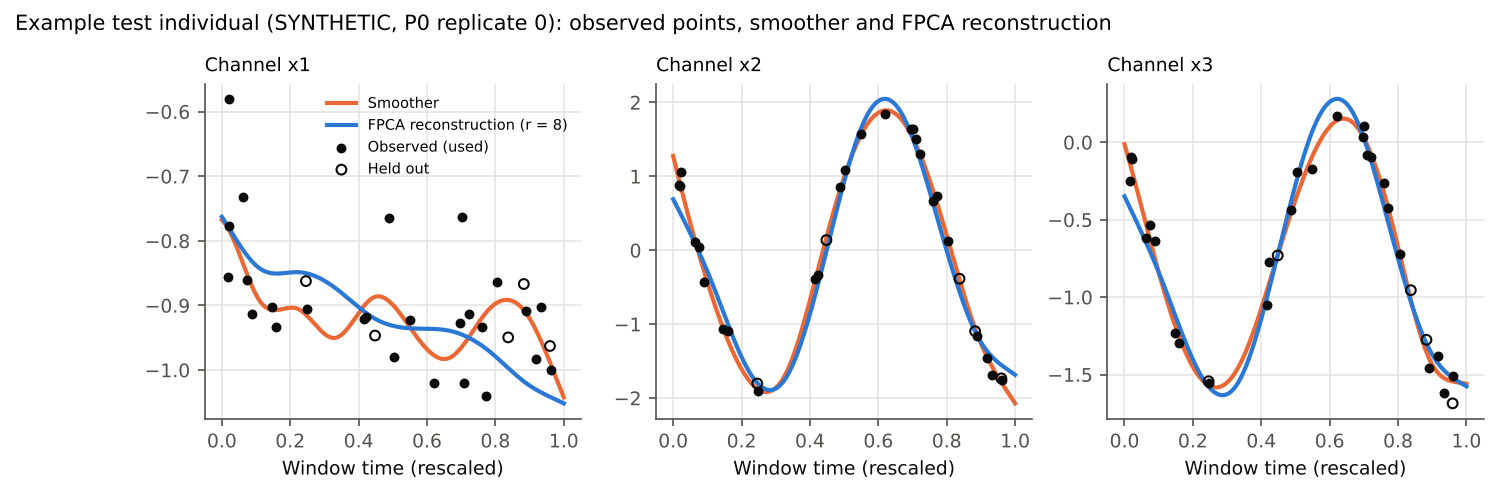 Example test individual (SYNTHETIC, P0 replicate 0): observed points, smoother and FPCA reconstruction
Channel x1
Channel x2
Channel x3
Smoother
FPCA reconstruction (r = 8)
Observed (used)
Held out
−0.6
−0.7
−0.8
−0.9
−1.0
0.0 0.2 0.4 0.6 0.8 1.0
Window time (rescaled)
2
1
0
−1
−2
0.0 0.2 0.4 0.6 0.8 1.0
Window time (rescaled)
0.0
−0.5
−1.0
−1.5
0.0 0.2 0.4 0.6 0.8 1.0
Window time (rescaled)